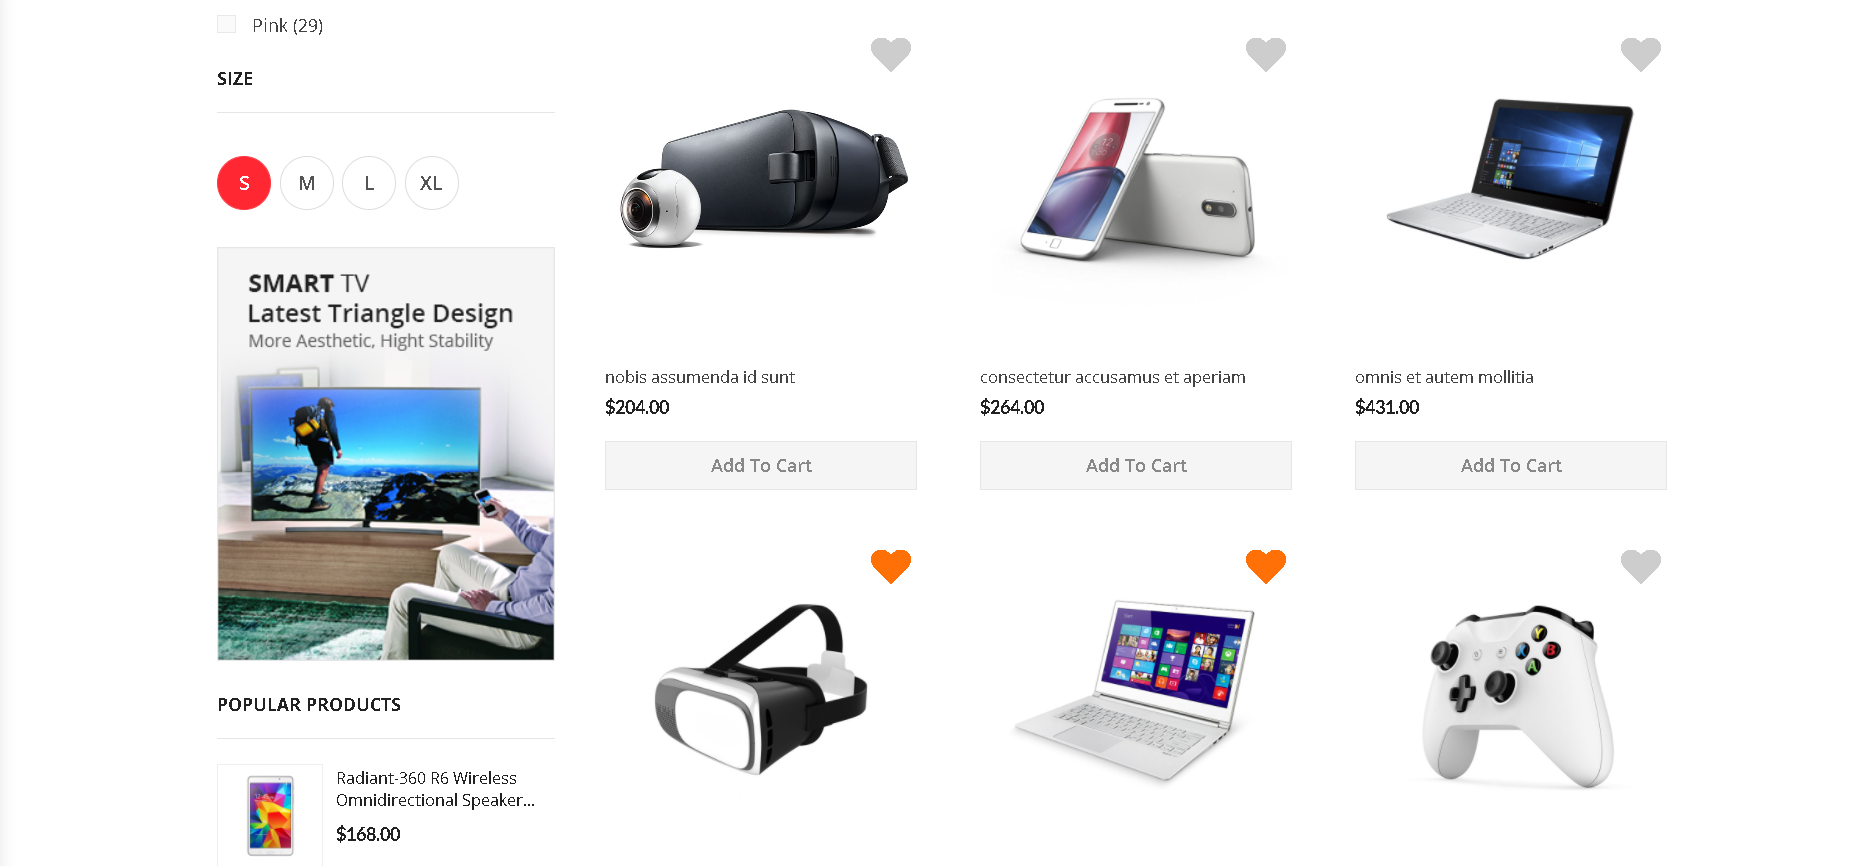 Pink (29)
SIZE
S
M
L
XL
SMART TV
Latest Triangle Design
More Aesthetic, Hight Stability
POPULAR PRODUCTS
Radiant-360 R6 Wireless
Omnidirectional Speaker...
$168.00
nobis assumenda id sunt
$204.00
Add To Cart
consectetur accusamus et aperiam
$264.00
Add To Cart
omnis et autem mollitia
$431.00
Add To Cart
Y
X
B
A